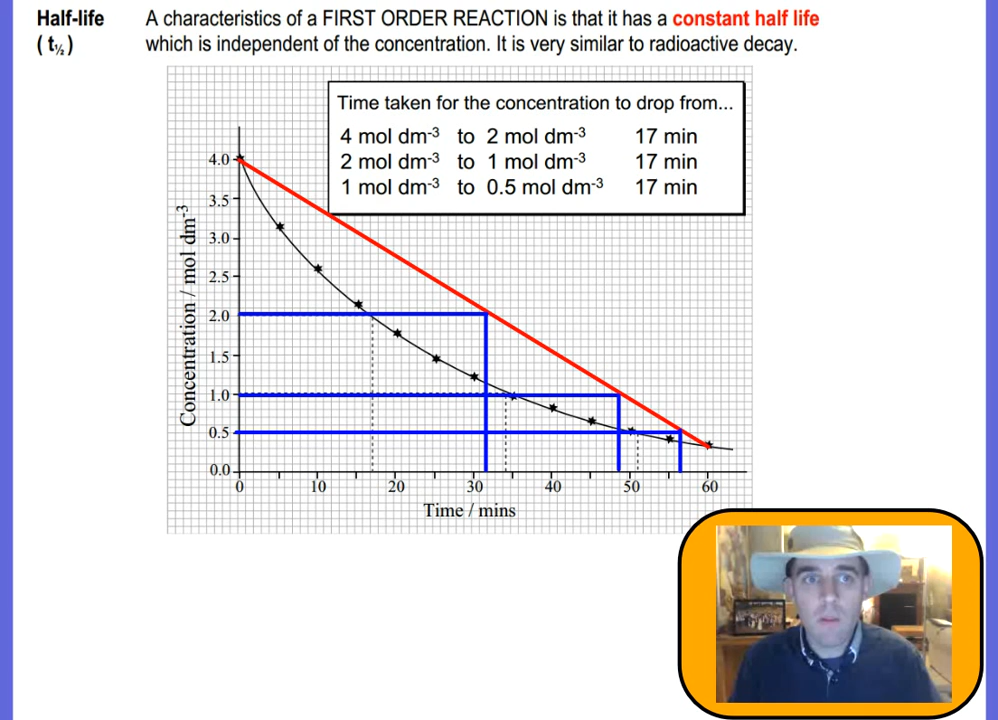 Half-life
( t½ )
A characteristics of a FIRST ORDER REACTION is that it has a constant half life
which is independent of the concentration. It is very similar to radioactive decay.
Time taken for the concentration to drop from...
4 mol dm-3 to 2 mol dm-3 17 min
2 mol dm-3 to 1 mol dm-3 17 min
1 mol dm-3 to 0.5 mol dm-3 17 min
Concentration / mol dm-3
4.0
3.5
3.0
2.5
2.0
1.5
1.0
0.5
0.0
0 10 20 30 40 50 60
Time / mins